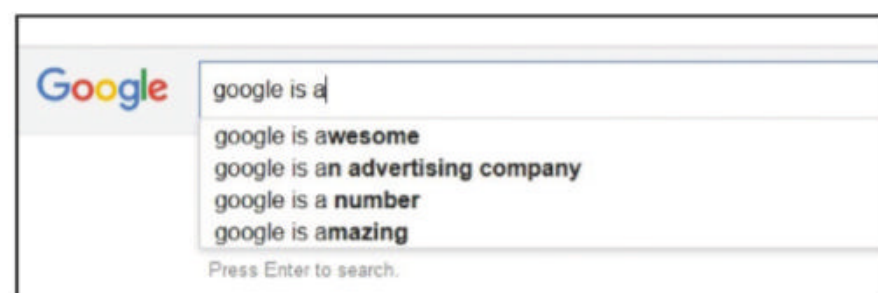 Google
google is a
google is awesome
google is an advertising company
google is a number
google is amazing
Press Enter to search.